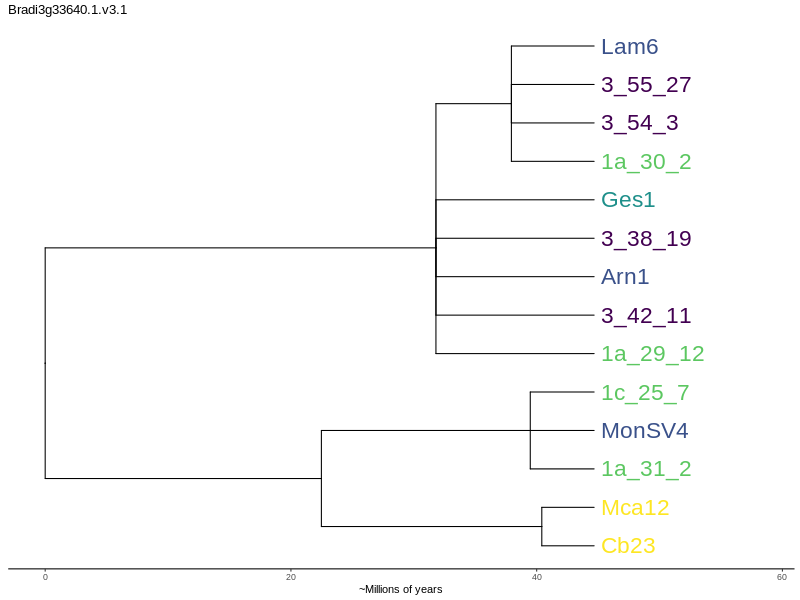 Bradi3g33640.1.v3.1
Lam6
3_55_27
3_54_3
1a_30_2
Ges1
3_38_19
Arn1
3_42_11
1a_29_12
1c_25_7
MonSV4
1a_31_2
Mca12
Cb23
0 20 40 60
~Millions of years